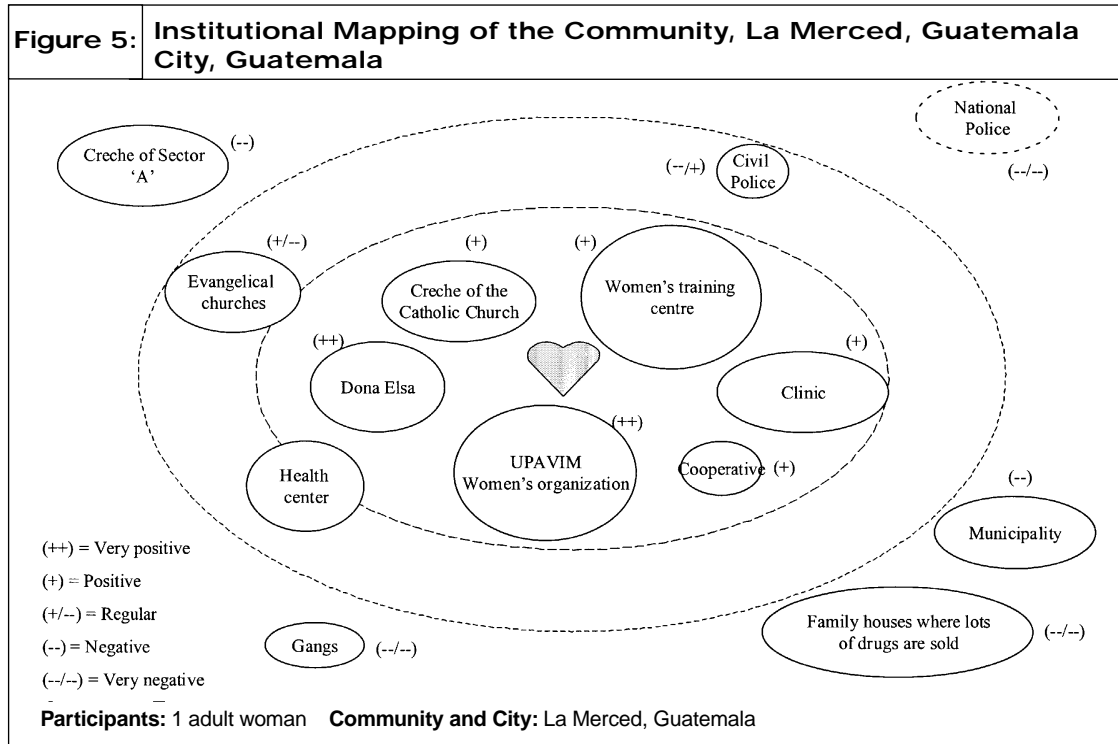 Figure 5:
Institutional Mapping of the Community, La Merced, Guatemala
City, Guatemala
National
Police
(--/--)
Creche of Sector
'A'
(--)
(--/+)
Civil
Police
(+/--)
Evangelical
churches
(+)
Creche of the
Catholic Church
(+)
Women's training
centre
(++)
Dona Elsa
(+)
Clinic
(++)
UPAVIM
Women's organization
Cooperative
(+)
Health
center
(--)
Municipality
Family houses where lots
of drugs are sold
(--/--)
Gangs
(--/--)
(++) = Very positive
(+) = Positive
(+/--) = Regular
(--) = Negative
(--/--) = Very negative
Participants: 1 adult woman Community and City: La Merced, Guatemala